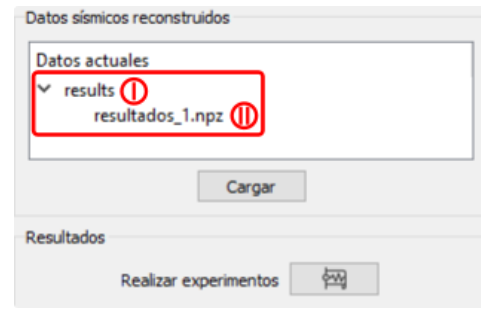 Datos sísmicos reconstruidos
Datos actuales
results I
resultados_1.npz II
Cargar
Resultados
Realizar experimentos